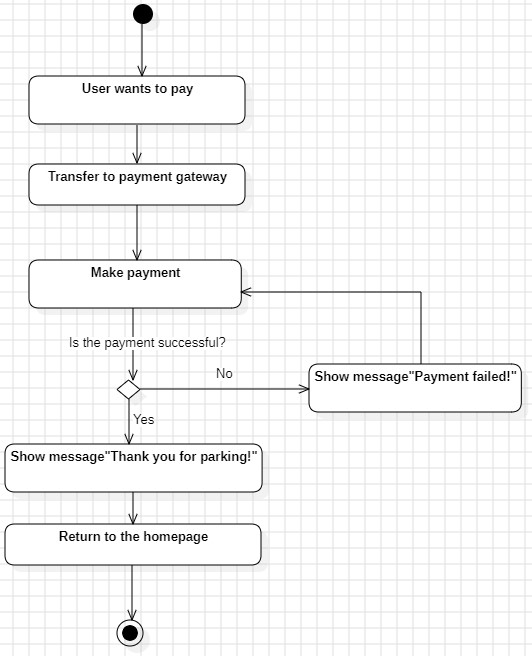 User wants to pay
Transfer to payment gateway
Make payment
Is the payment successful?
No
Show message"Payment failed!"
Yes
Show message"Thank you for parking!"
Return to the homepage